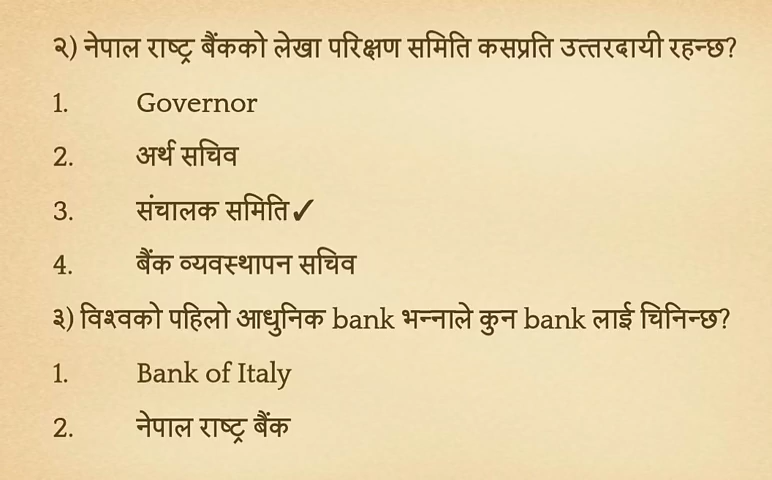 २) नेपाल राष्ट्र बैंकको लेखा परिक्षण समिति कसप्रति उत्तरदायी रहन्छ?
1. Governor
2. अर्थ सचिव
3. संचालक समिति✓
4. बैंक व्यवस्थापन सचिव
३) विश्वको पहिलो आधुनिक bank भन्नाले कुन bank लाई चिनिन्छ?
1. Bank of Italy
2. नेपाल राष्ट्र बैंक